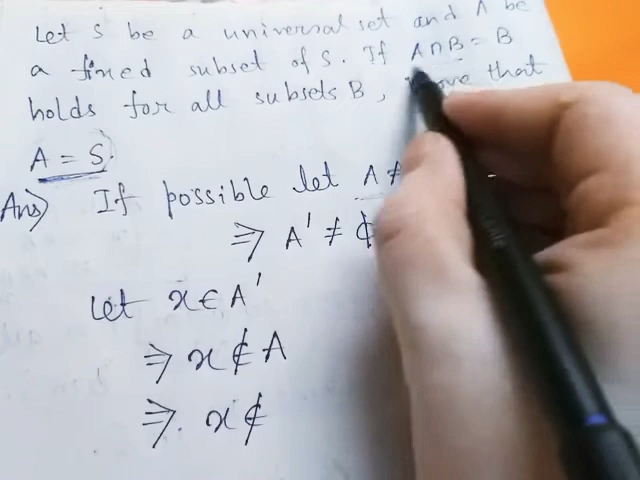 Let S be a universal set and A be
a fixed subset of S. If A∩B = B
holds for all subsets B, that
A = S.
Ans) If possible let A ≠
⇒ A' ≠ ϕ
Let x ∈ A'
⇒ x ∉ A
⇒ x ∉